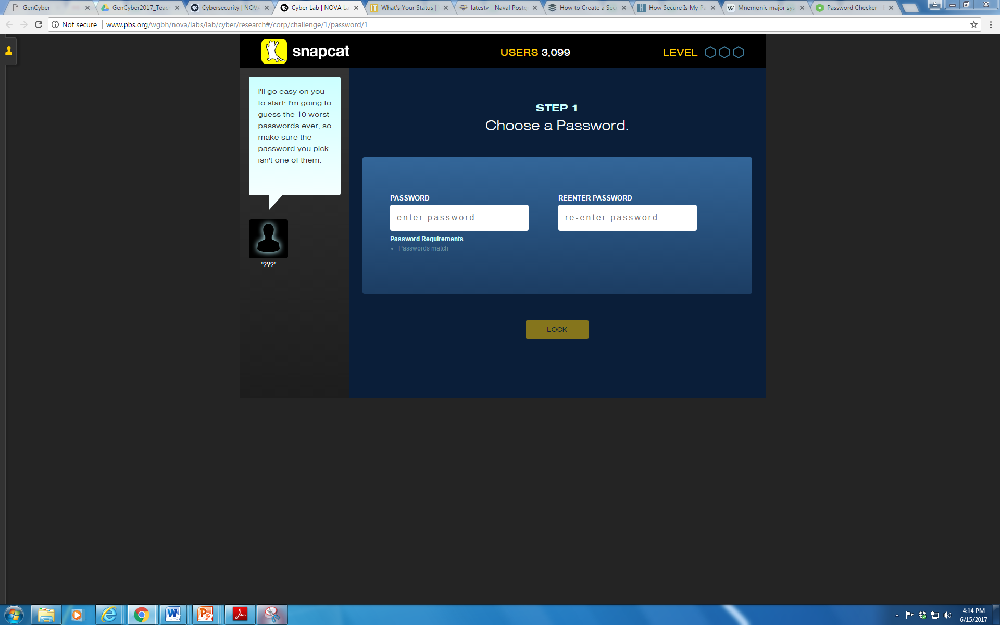 GenCyber
GenCyber2017_Teach
Cybersecurity | NOVA
Cyber Lab | NOVA La
What's Your Status |
latestv - Naval Postg
How to Create a Sec
How Secure Is My Pa
Mnemonic major sys
Password Checker -
Not secure
www.pbs.org/wgbh/nova/labs/lab/cyber/research#/corp/challenge/1/password/1
snapcat
USERS 3,099
LEVEL
I'll go easy on you
to start: I'm going to
guess the 10 worst
passwords ever, so
make sure the
password you pick
isn't one of them.
"???"
STEP 1
Choose a Password.
PASSWORD
REENTER PASSWORD
enter password
re-enter password
Password Requirements
• Passwords match
LOCK
4:14 PM
6/15/2017